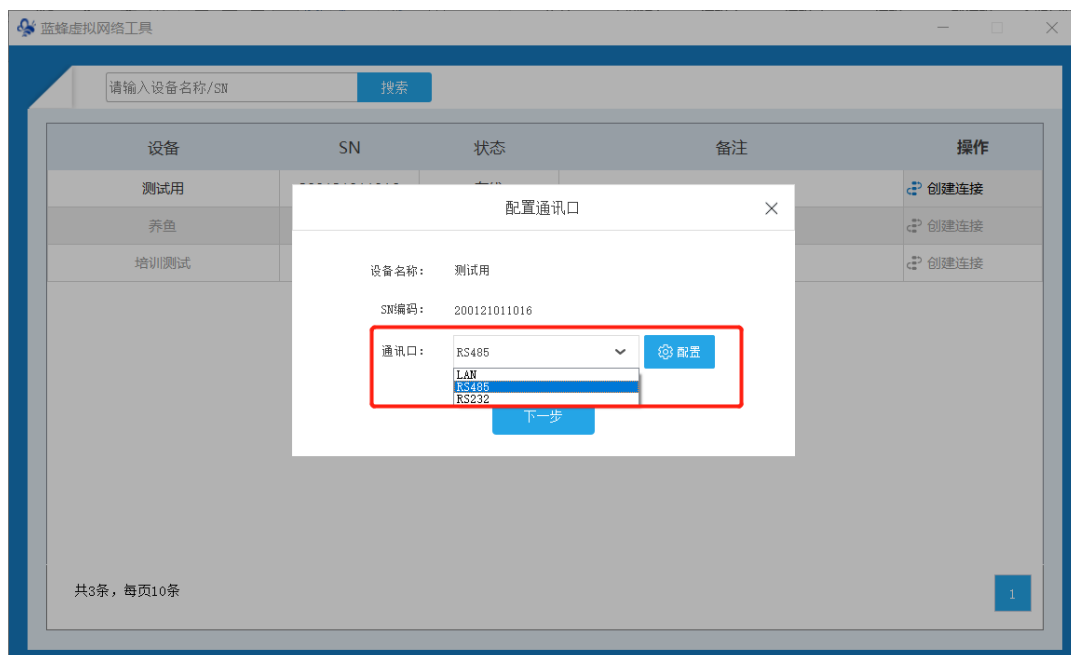 蓝蜂虚拟网络工具
请输入设备名称/SN 搜索
设备 SN 状态 备注 操作
测试用 创建连接
养鱼 创建连接
培训测试 创建连接
配置通讯口
设备名称: 测试用
SN编码: 200121011016
通讯口: RS485 配置
LAN
RS485
RS232
下一步
共3条，每页10条 1